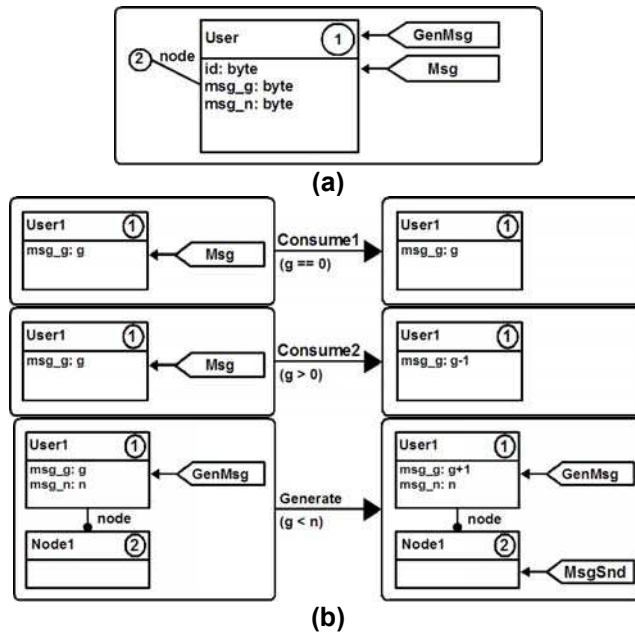 User 1 GenMsg
2 node
id: byte Msg
msg_g: byte
msg_n: byte
(a)
User1 1 1 User1
msg_g: g Msg Consume1 msg_g: g
(g == 0)
User1 1 User1 1
msg_g: g Msg Consume2 msg_g: g-1
(g > 0)
User1 1 User1 1
msg_g: g GenMsg msg_g: g+1 GenMsg
msg_n: n Generate msg_n: n
node (g < n) node
Node1 2 Node1 2
MsgSnd
(b)